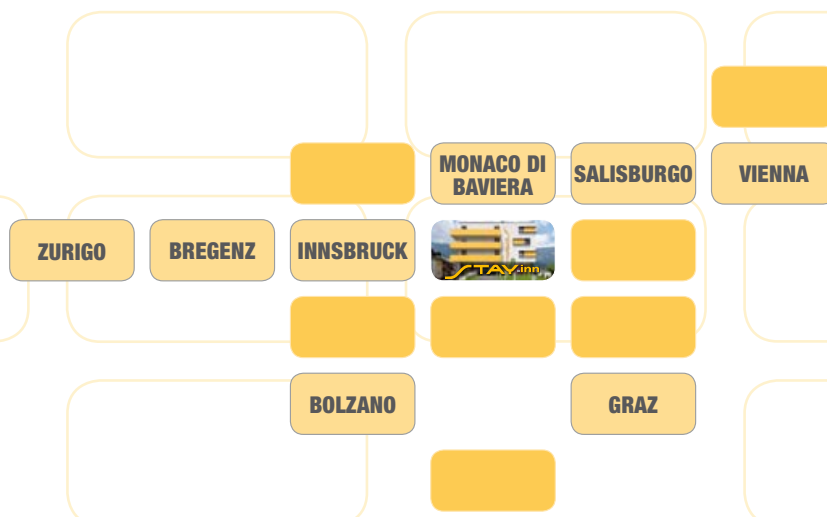 MONACO DI
BAVIERA
SALISBURGO
VIENNA
ZURIGO
BREGENZ
INNSBRUCK
STAY.inn
BOLZANO
GRAZ